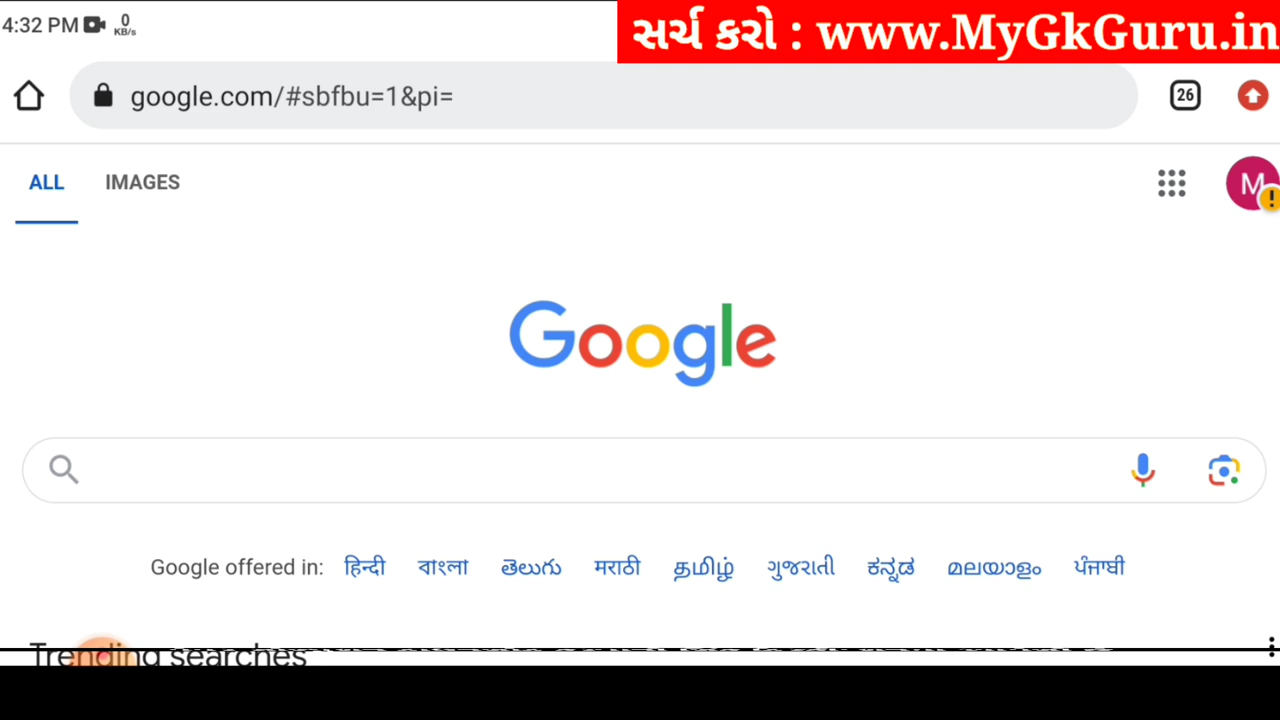 4:32 PM 0 KB/s
સર્ચ કરો : www.MyGkGuru.in
google.com/#sbfbu=1&pi=
26
ALL IMAGES
M
Google
Google offered in: हिन्दी বাংলা తెలుగు मराठी தமிழ் ગુજરાતી ಕನ್ನಡ മലയാളം ਪੰਜਾਬੀ
Trending searches